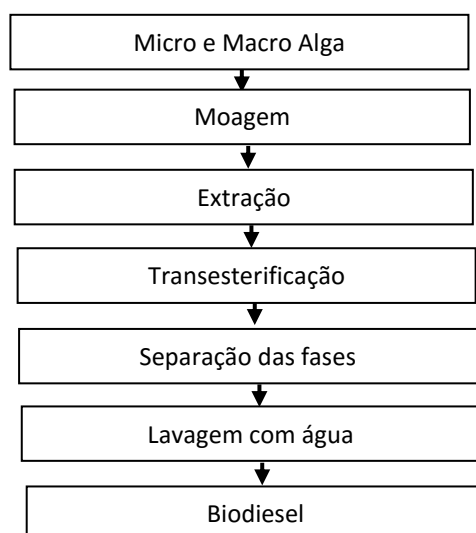 Micro e Macro Alga
Moagem
Extração
Transesterificação
Separação das fases
Lavagem com água
Biodiesel